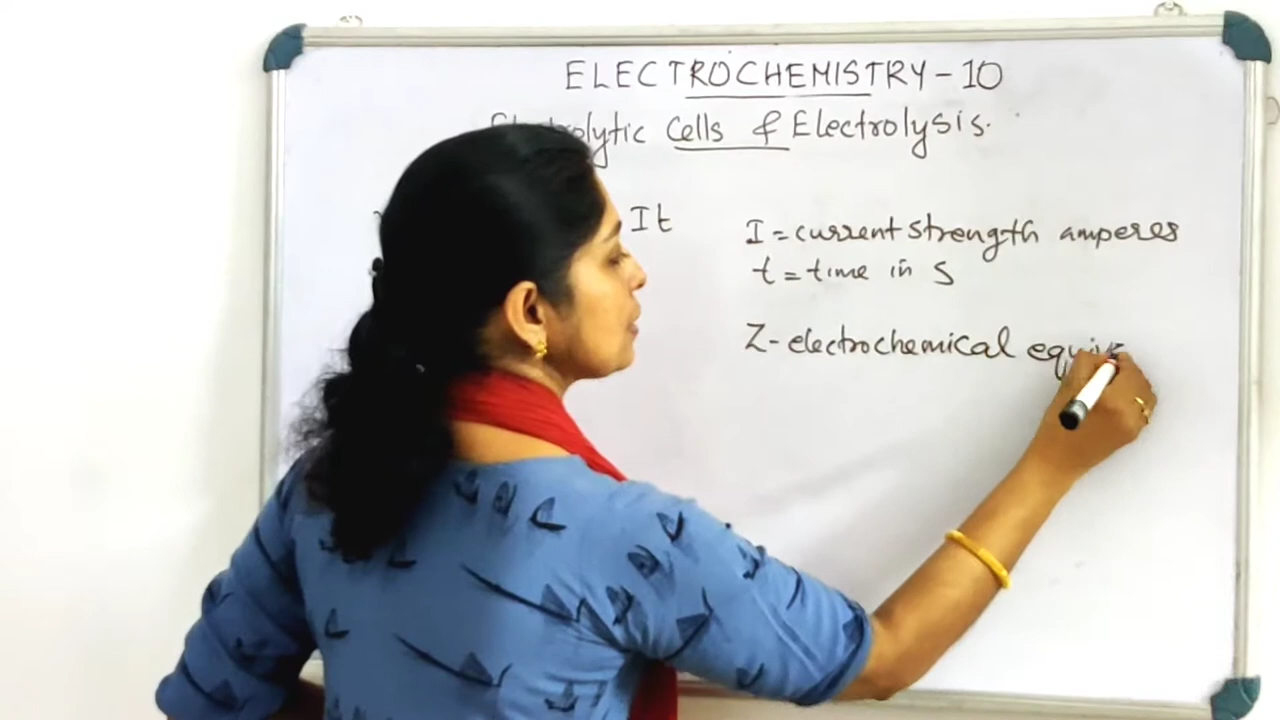 ELECTROCHEMISTRY-10
Cells & Electrolysis.
It
I = current strength amperes
t = time in s
Z- electrochemical